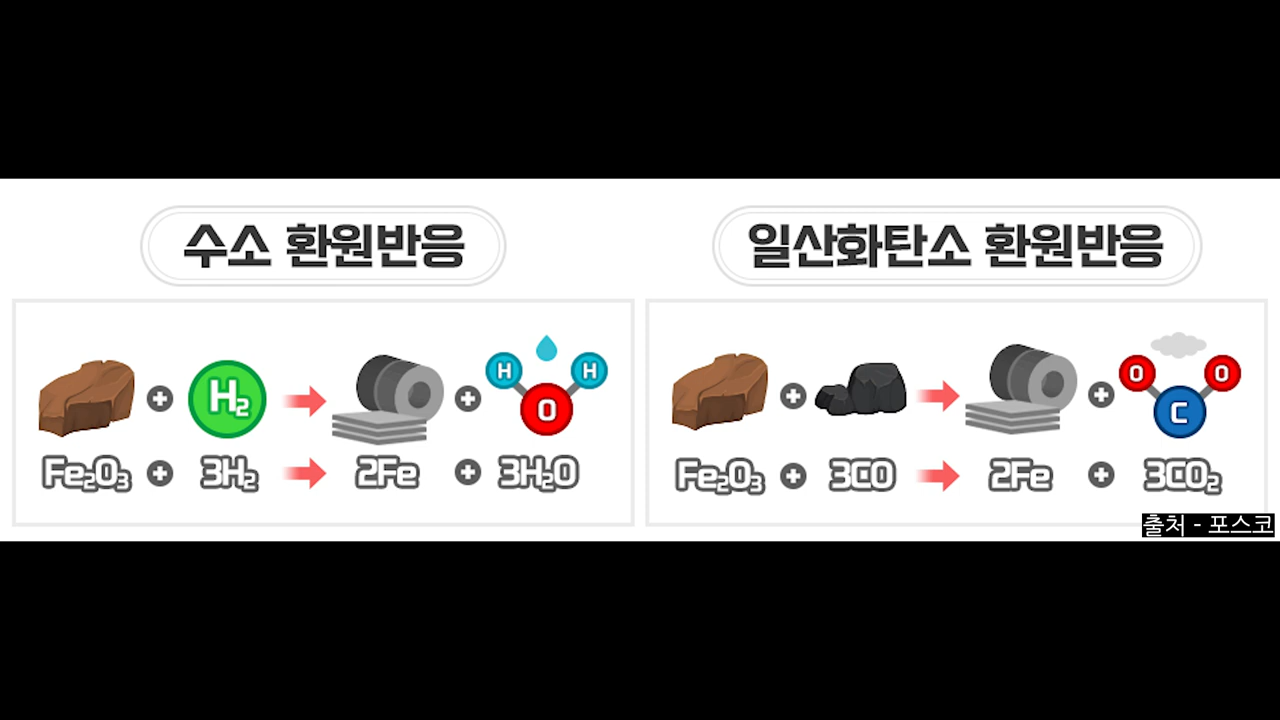 수소 환원반응
H₂
H H
O
Fe₂O₃ + 3H₂ → 2Fe + 3H₂O
일산화탄소 환원반응
O O
C
Fe₂O₃ + 3CO → 2Fe + 3CO₂
출처 - 포스코